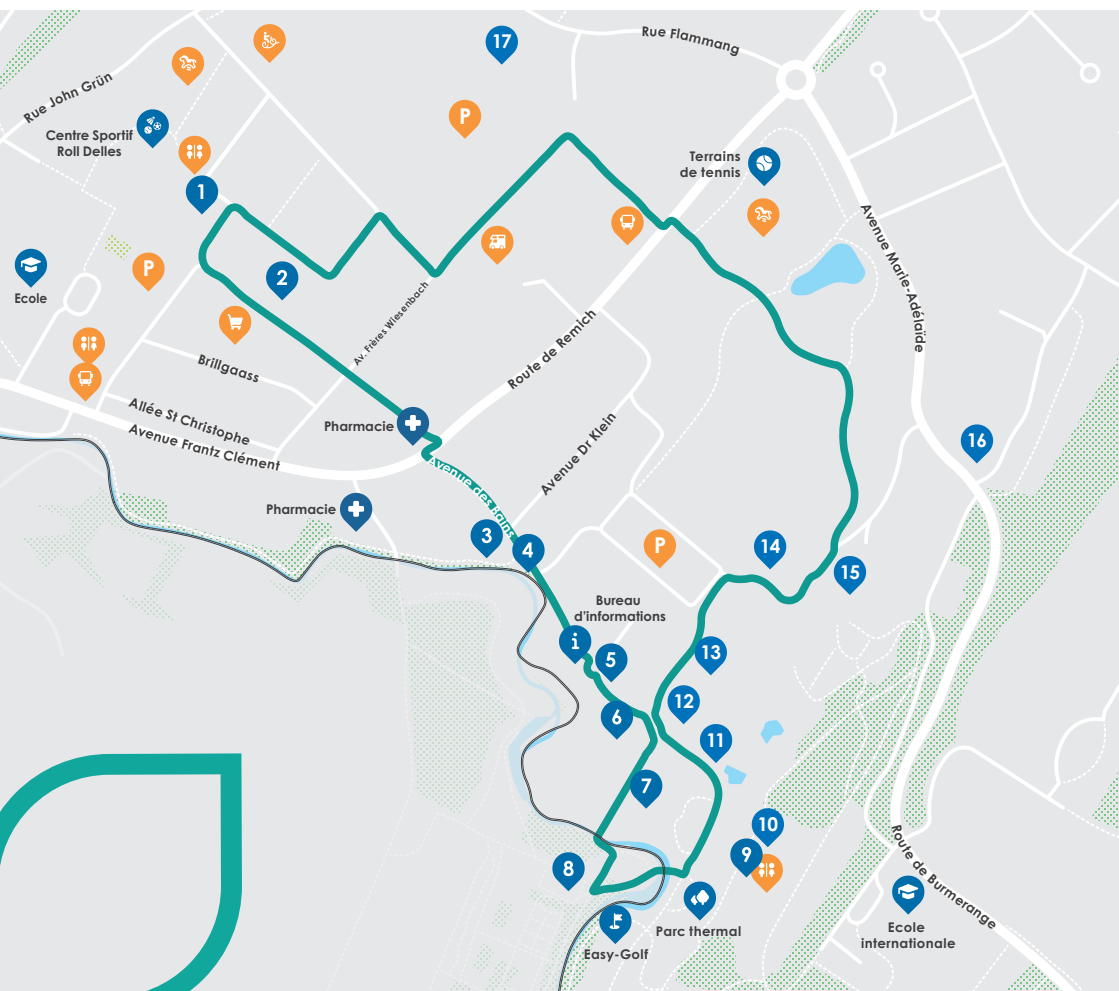 17
Rue Flammang
Rue John Grün
P
Centre Sportif
Roll Delles
Terrains
de tennis
1
Avenue Marie-Adélaïde
2
P
Ecole
Av. Frères Wiesenbach
Route de Remich
Brillgaass
Allée St Christophe
Avenue Frantz Clément
Pharmacie
Avenue Dr Klein
16
Avenue des Bains
Pharmacie
3
4
P
14
15
Bureau
d'informations
i
5
13
12
6
11
7
10
9
8
Route de Burmerange
Parc thermal
Easy-Golf
Ecole
internationale